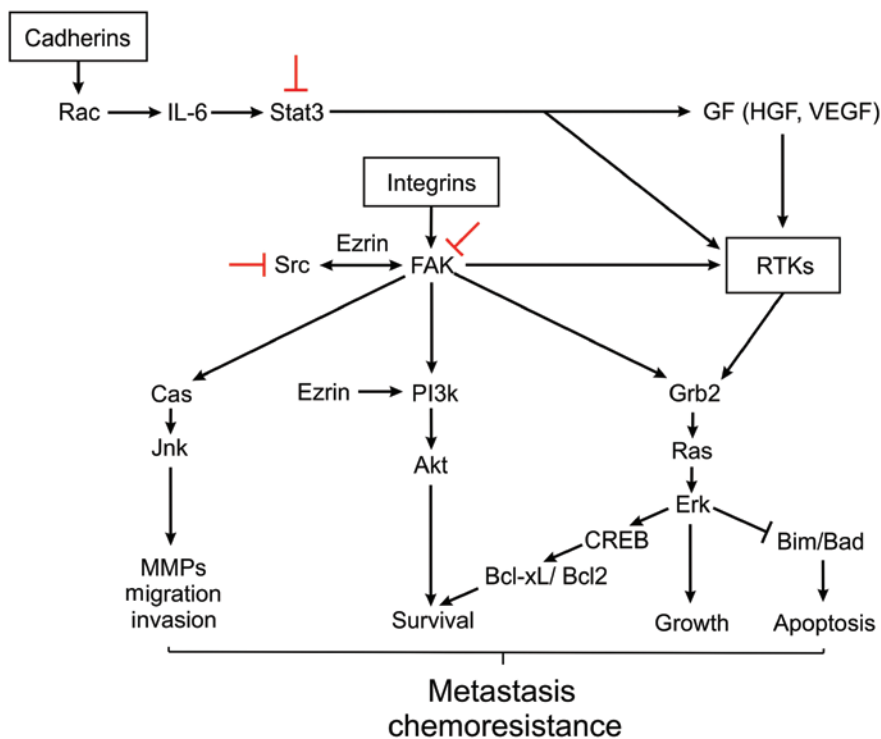 Cadherins
Rac
IL-6
Stat3
GF (HGF, VEGF)
Integrins
Ezrin
Src
FAK
RTKs
Cas
Ezrin
PI3k
Grb2
Jnk
Akt
Ras
Erk
CREB
Bim/Bad
Bcl-xL/ Bcl2
MMPs
migration
invasion
Survival
Growth
Apoptosis
Metastasis
chemoresistance